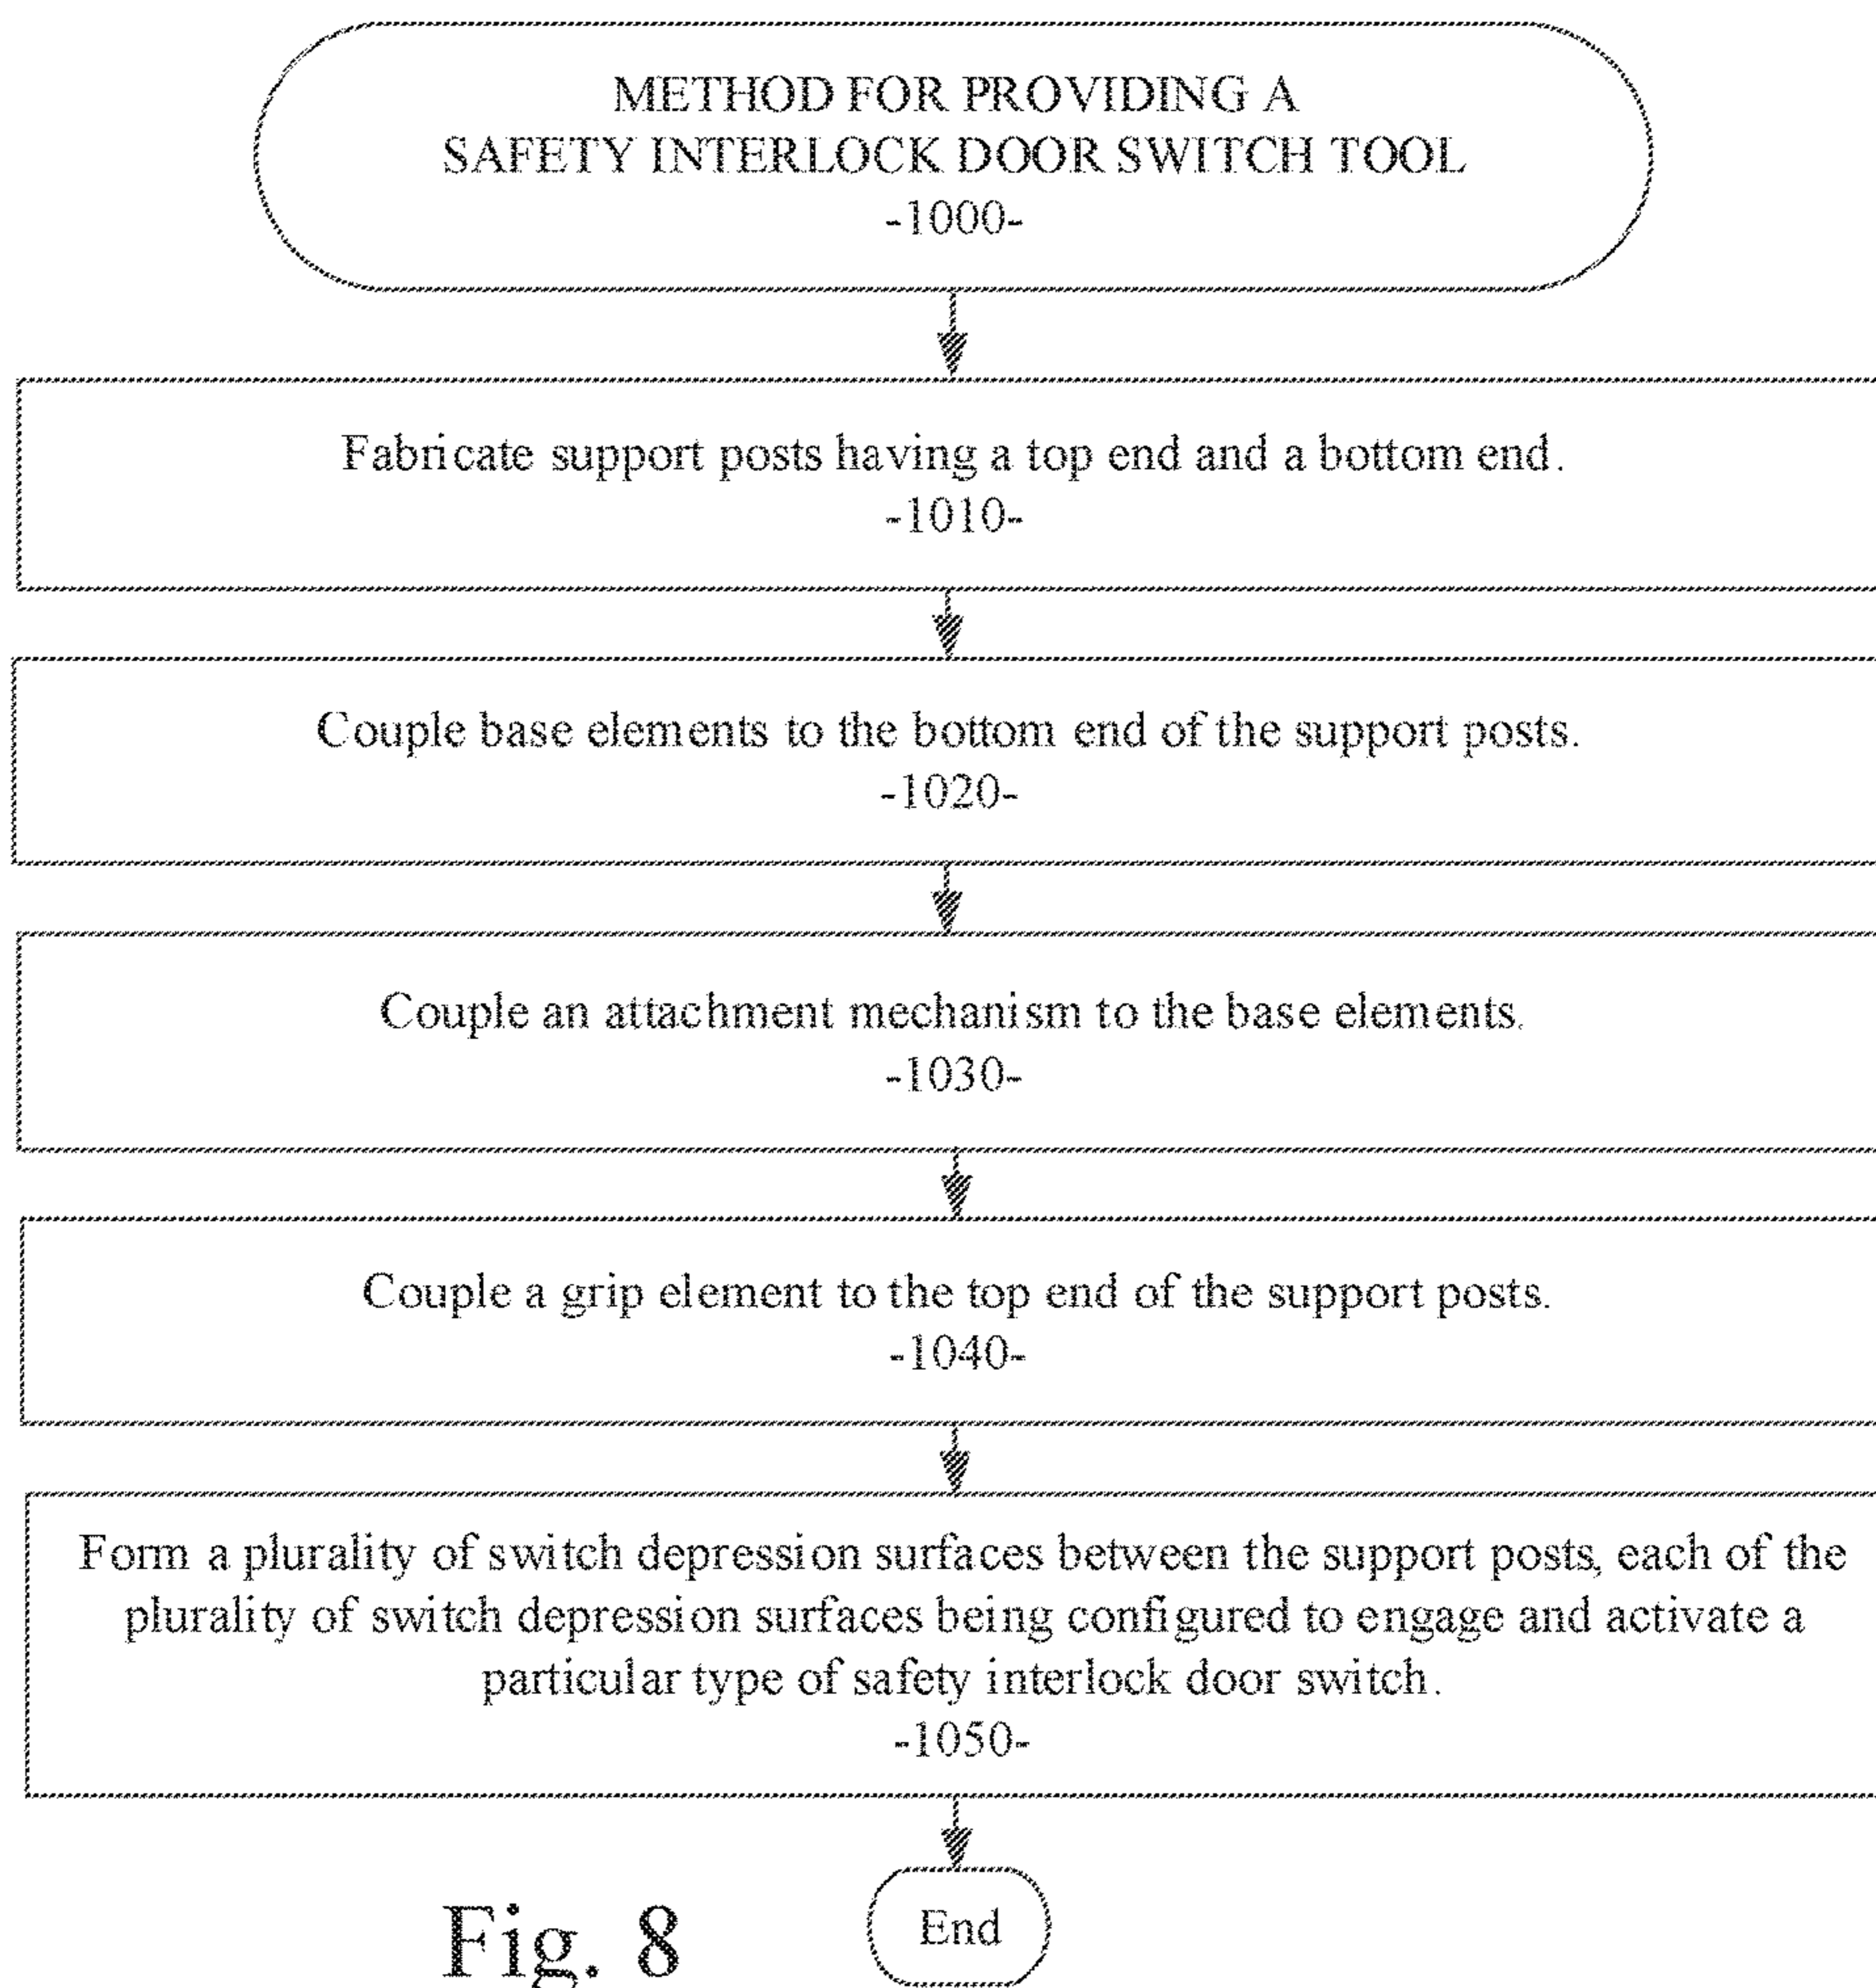 METHOD FOR PROVIDING A
SAFETY INTERLOCK DOOR SWITCH TOOL
-1000-
Fabricate support posts having a top end and a bottom end.
-1010-
Couple base elements to the bottom end of the support posts.
-1020-
Couple an attachment mechanism to the base elements.
-1030-
Couple a grip element to the top end of the support posts.
-1040-
Form a plurality of switch depression surfaces between the support posts, each of the
plurality of switch depression surfaces being configured to engage and activate a
particular type of safety interlock door switch.
-1050-
End
Fig. 8